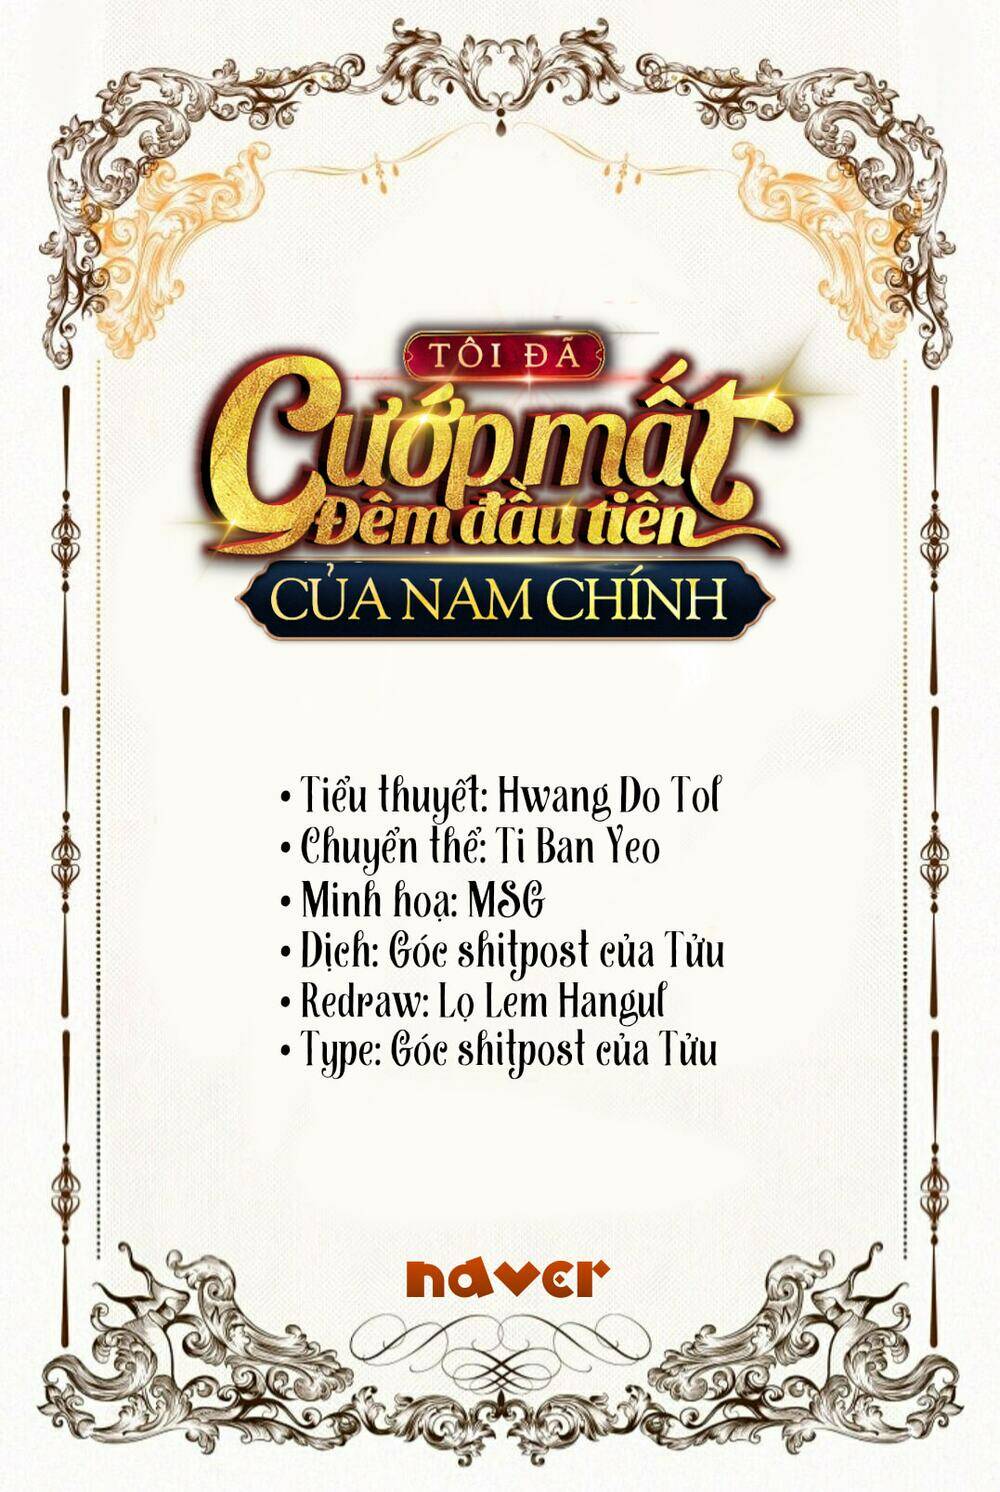 TÔI ĐÃ
Cướp mất
Đêm đầu tiên
CỦA NAM CHÍNH
• Tiểu thuyết: Hwang Do Tol
• Chuyển thể: Ti Ban Yeo
• Minh hoạ: MSG
• Dịch: Góc shitpost của Tửu
• Redraw: Lọ Lem Hangul
• Type: Góc shitpost của Tửu
naver